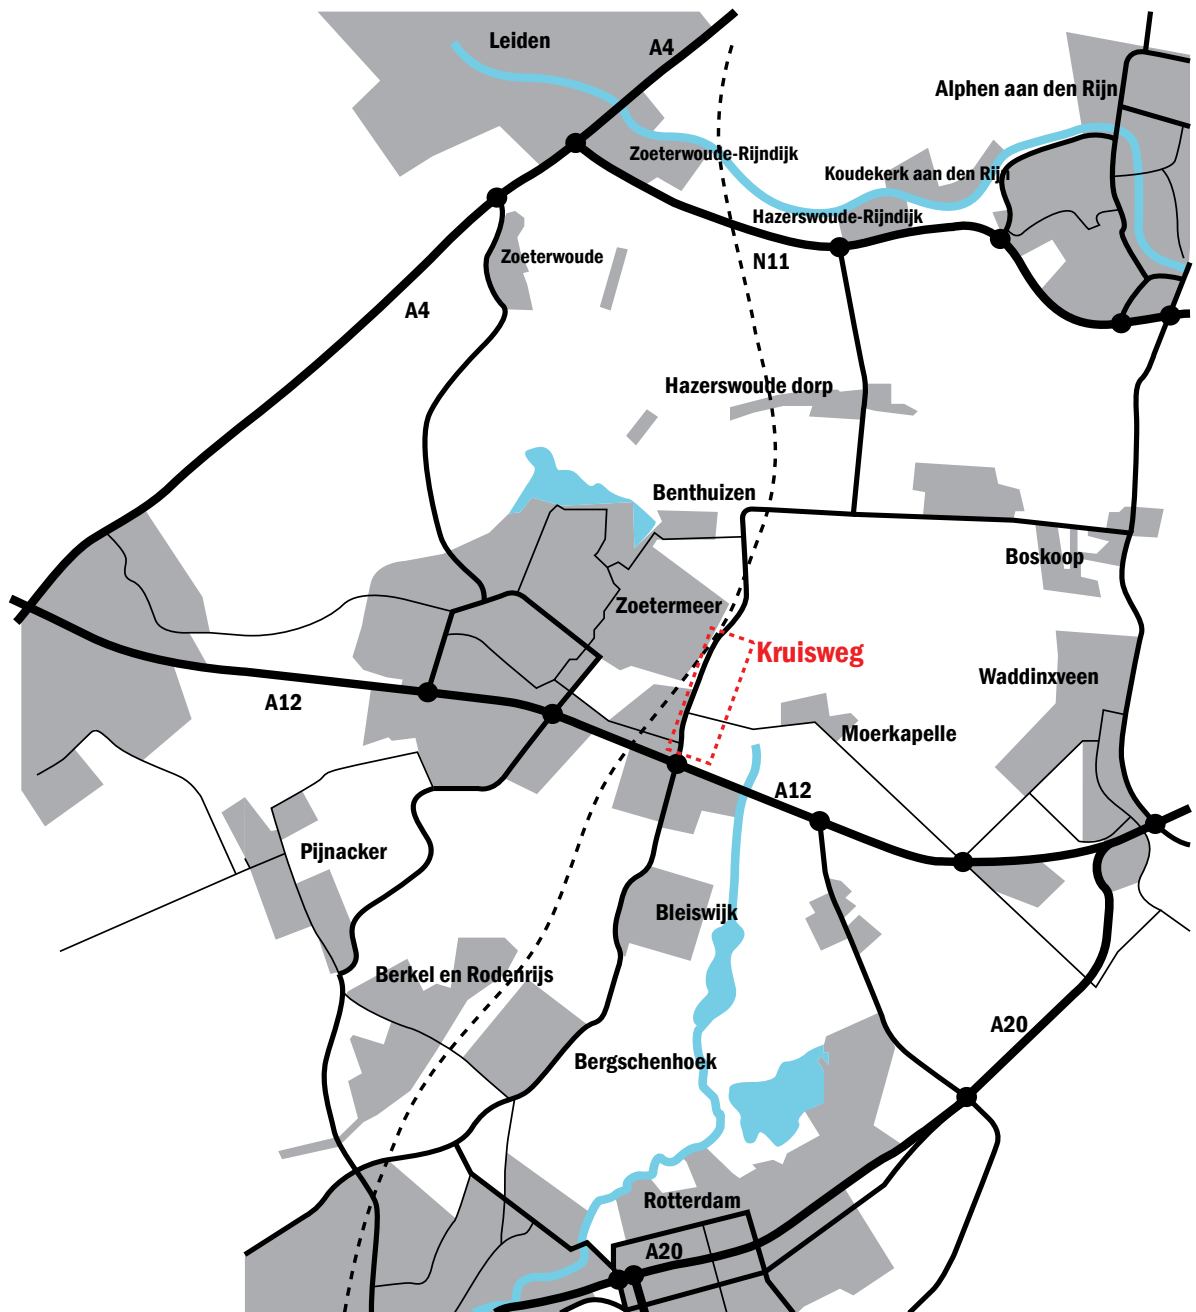 Leiden
A4
Alphen aan den Rijn
Zoeterwoude-Rijndijk
Koudekerk aan den Rijn
Hazerswoude-Rijndijk
Zoeterwoude
N11
A4
Hazerswoude dorp
Benthuizen
Boskoop
Zoetermeer
Kruisweg
Waddinxveen
A12
Moerkapelle
A12
Pijnacker
Bleiswijk
Berkel en Rodenrijs
A20
Bergschenhoek
Rotterdam
A20